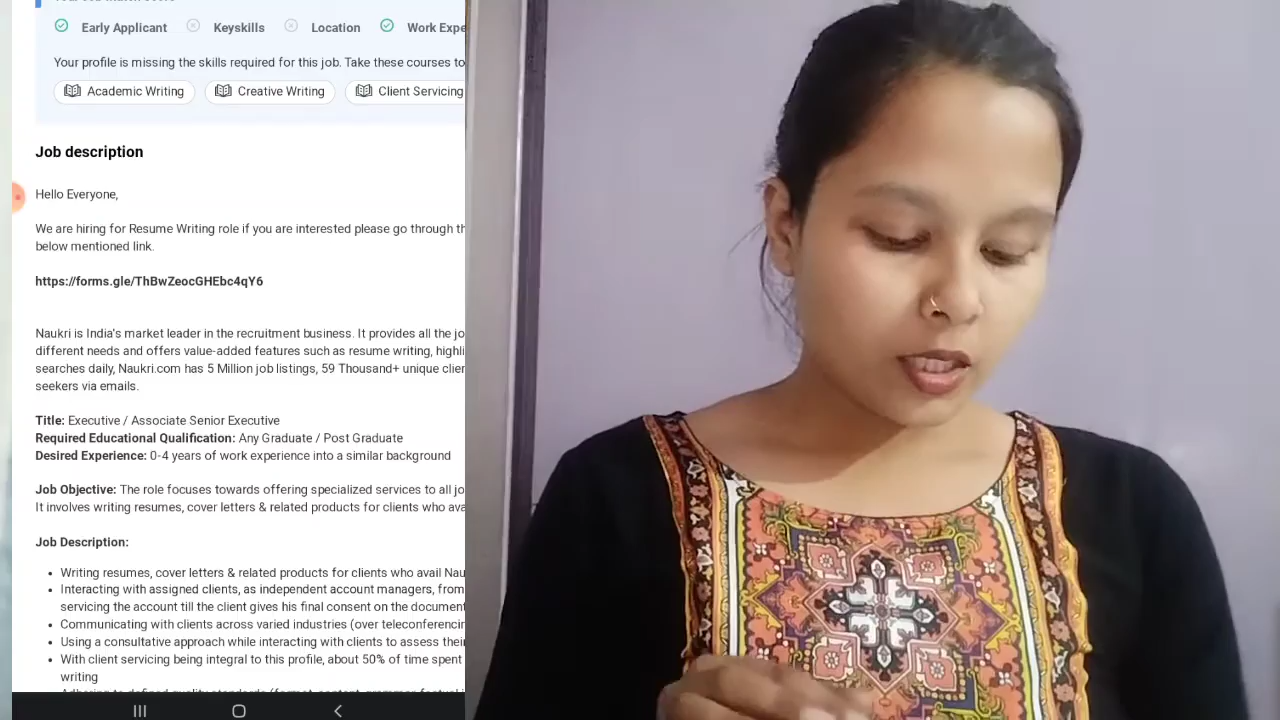 Early Applicant Keyskills Location Work
Your profile is missing the skills required for this job. Take these courses to
Academic Writing Creative Writing Client Servicing
Job description
Hello Everyone,
We are hiring for Resume Writing role if you are interested please go through
below mentioned link.
https://forms.gle/ThBwZeocGHEbc4qY6
Naukri is India's market leader in the recruitment business. It provides all the
different needs and offers value-added features such as resume writing,
searches daily, Naukri.com has 5 Million job listings, 59 Thousand+ unique
seekers via emails.
Title: Executive / Associate Senior Executive
Required Educational Qualification: Any Graduate / Post Graduate
Desired Experience: 0-4 years of work experience into a similar background
Job Objective: The role focuses towards offering specialized services to all
It involves writing resumes, cover letters & related products for clients who
Job Description:
• Writing resumes, cover letters & related products for clients who avail
• Interacting with assigned clients, as independent account managers, from
servicing the account till the client gives his final consent on the document
• Communicating with clients across varied industries (over
• Using a consultative approach while interacting with clients to assess
• With client servicing being integral to this profile, about 50% of time spent
writing